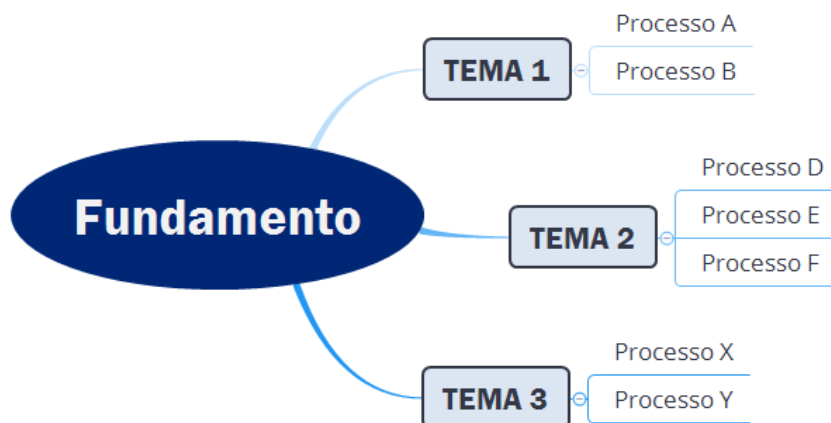 Fundamento
TEMA 1
Processo A
Processo B
TEMA 2
Processo D
Processo E
Processo F
TEMA 3
Processo X
Processo Y